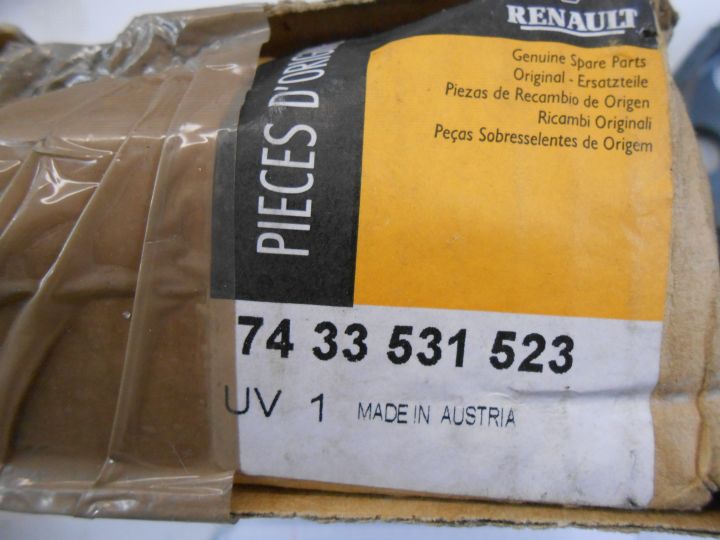 RENAULT
Genuine Spare Parts
Original - Ersatzteile
Piezas de Recambio de Origen
Ricambi Originali
Peças Sobresselentes de Origem
PIECES
74 33 531 523
UV 1 MADE IN AUSTRIA